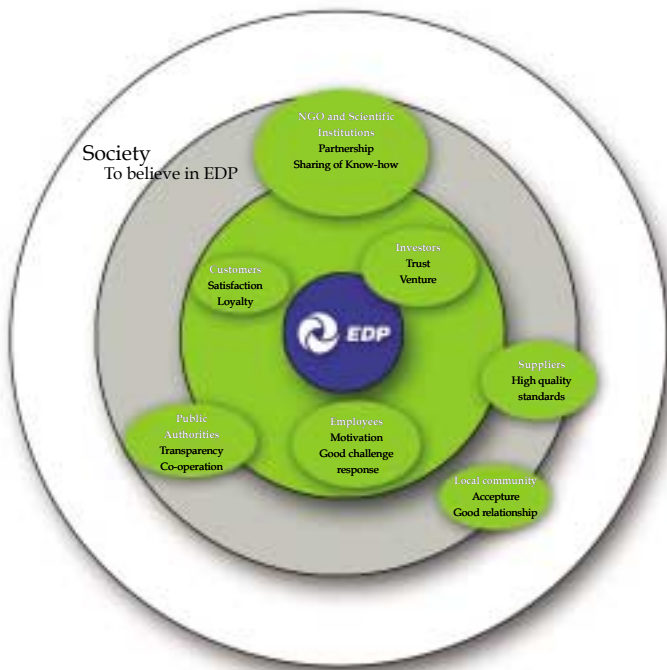 NGO and Scientific
Institutions
Partnership
Sharing of Know-how
Society
To believe in EDP
Investors
Trust
Venture
Customers
Satisfaction
Loyalty
EDP
Suppliers
High quality
standards
Public
Authorities
Transparency
Co-operation
Employees
Motivation
Good challenge
response
Local community
Accepture
Good relationship